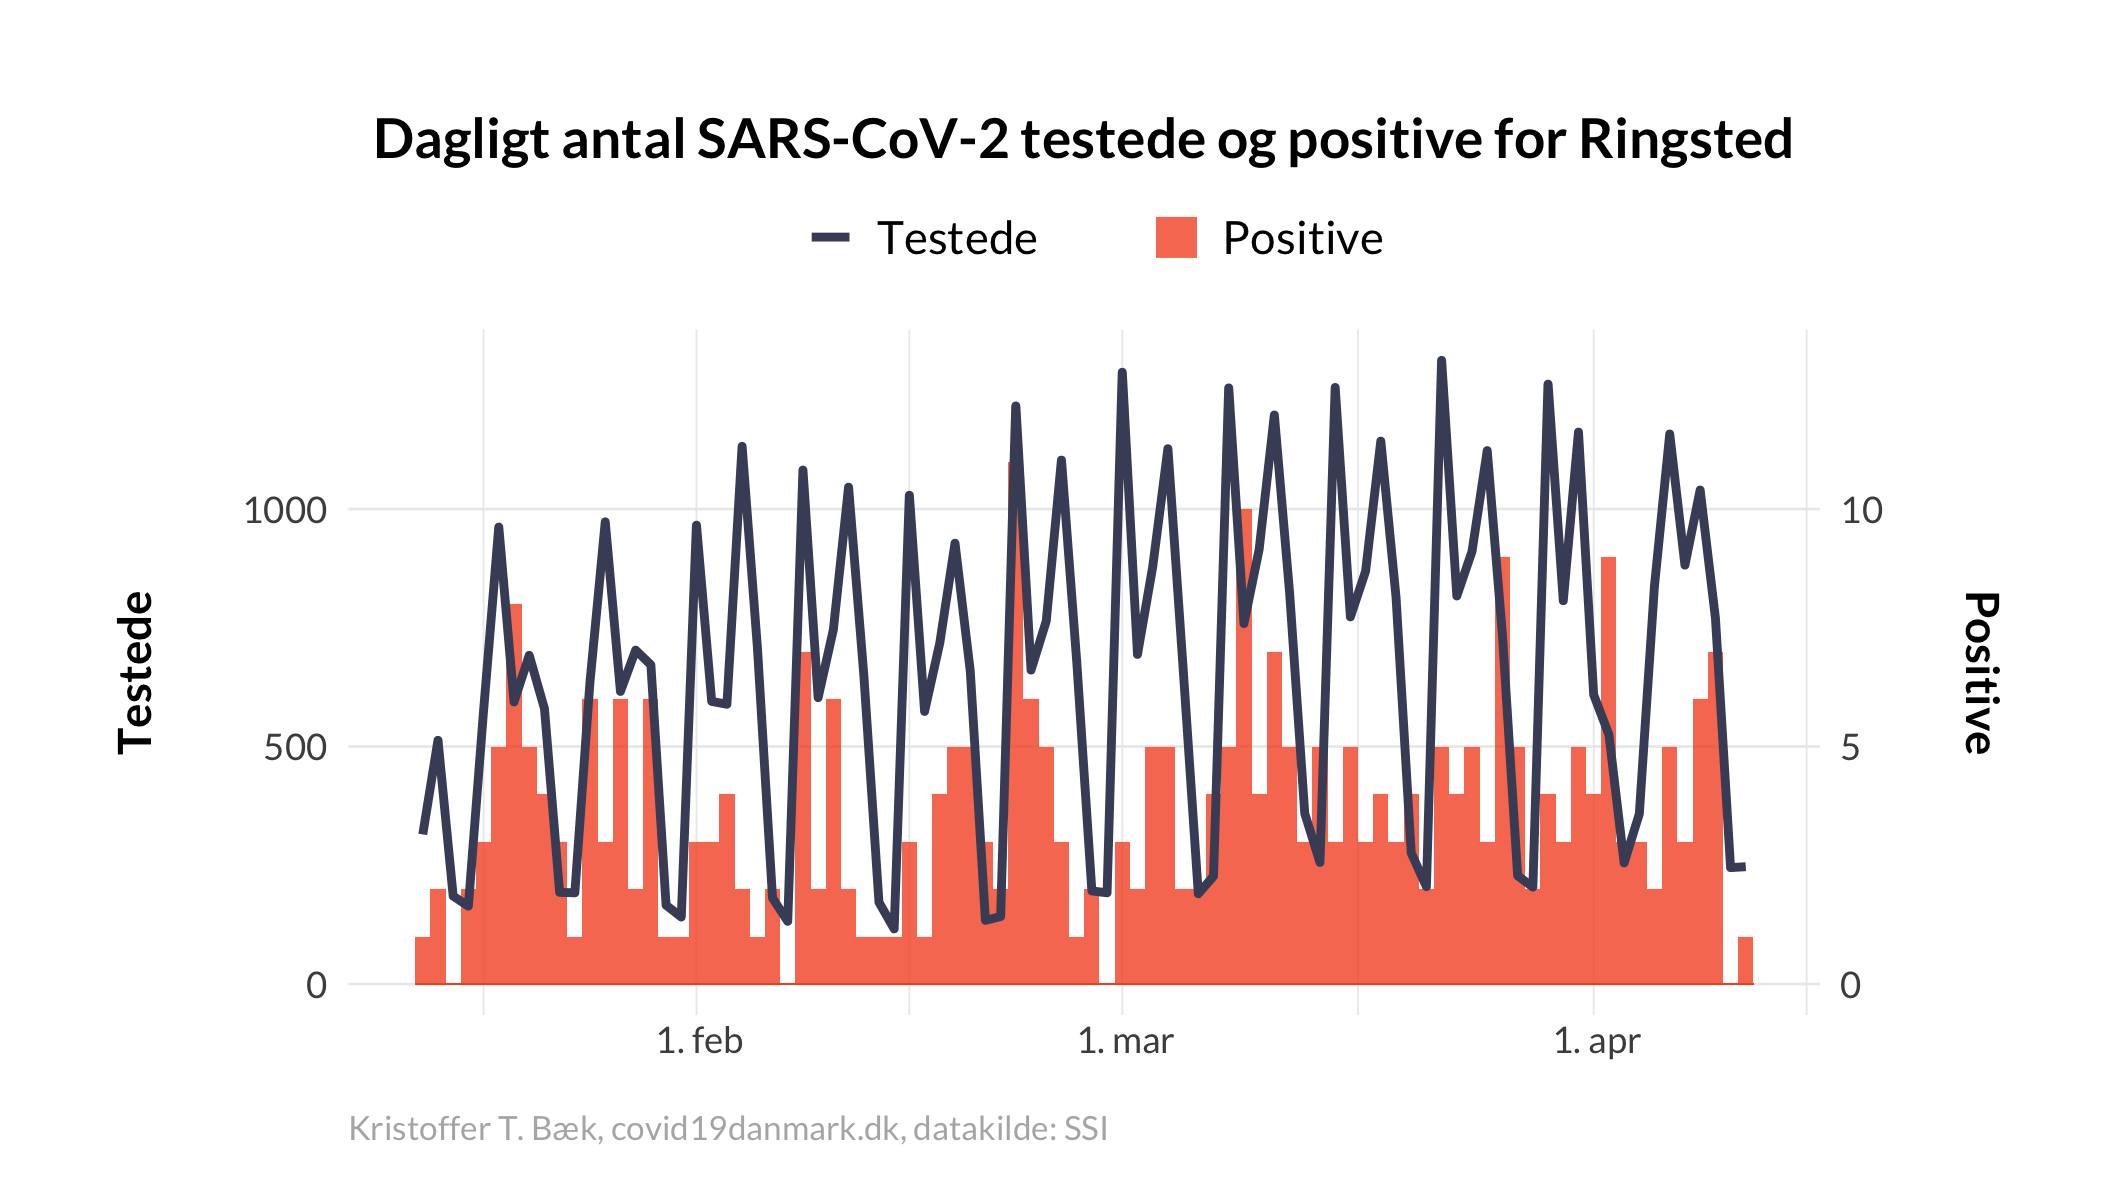 Dagligt antal SARS-CoV-2 testede og positive for Ringsted
Testede
Positive
Testede
1000
500
0
10
5
0
Positive
1. feb
1. mar
1. apr
Kristoffer T. Bæk, covid19danmark.dk, datakilde: SSI